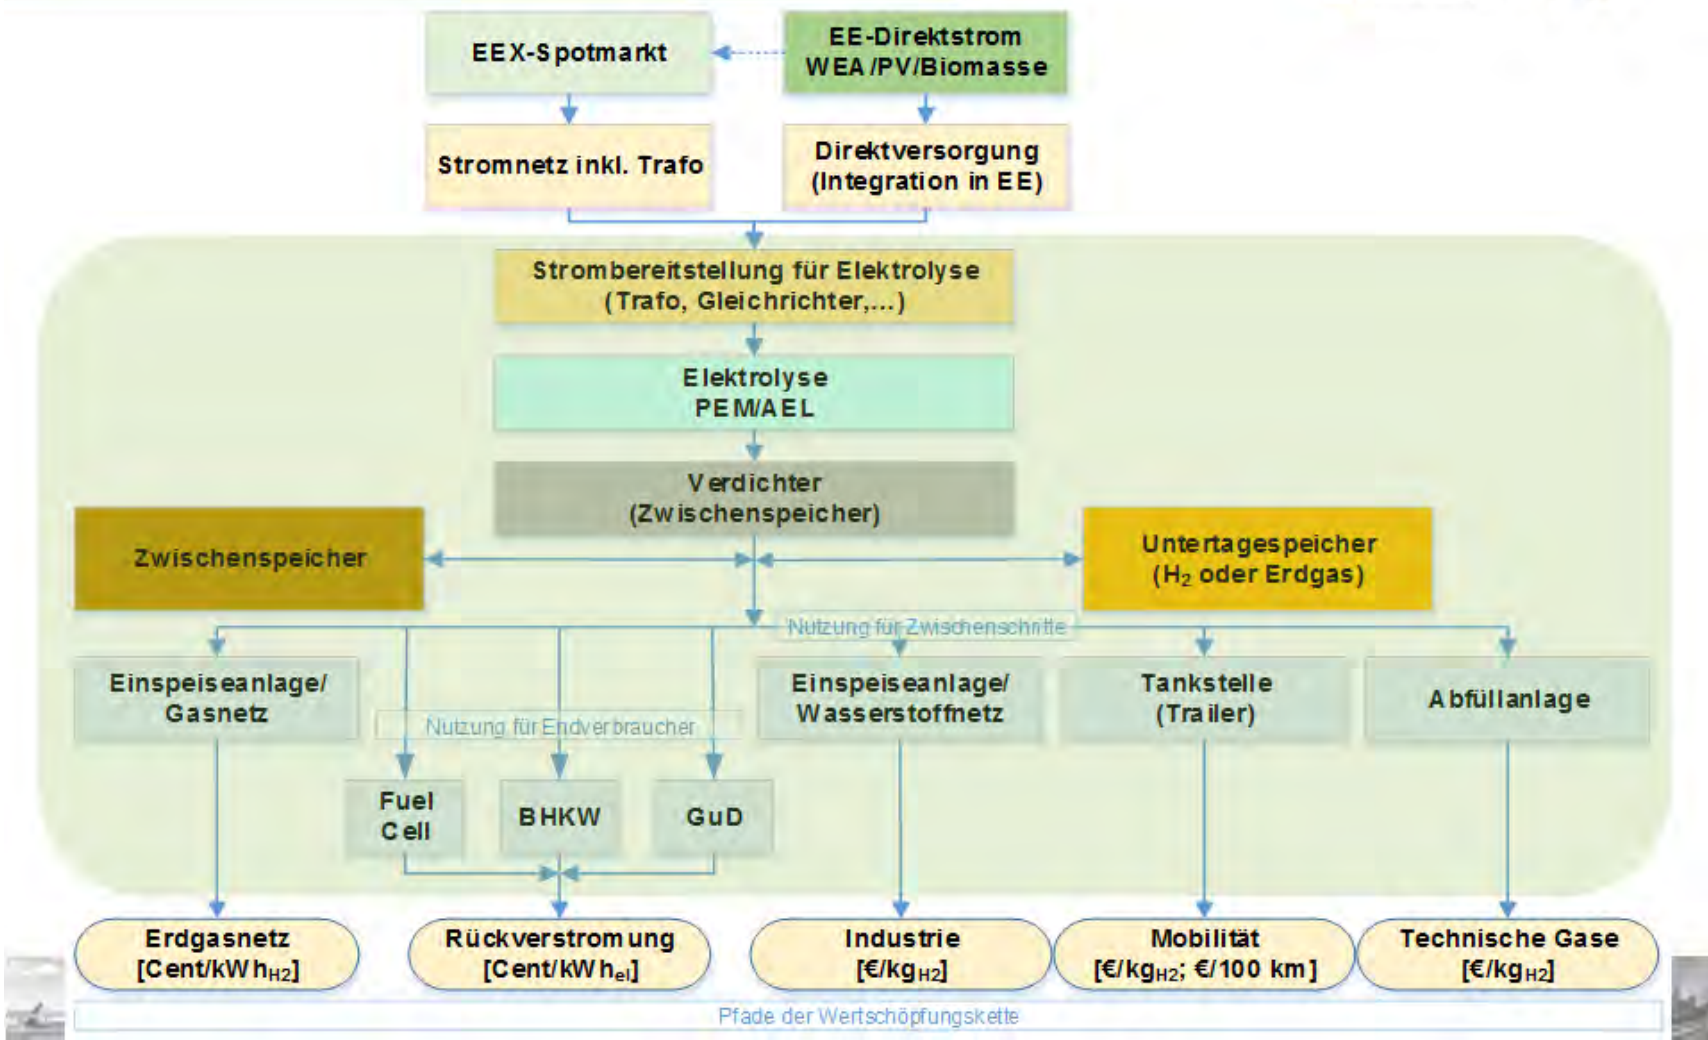 EEX-Spotmarkt
EE-Direktstrom
WEA/PV/Biomasse
Stromnetz inkl. Trafo
Direktversorgung
(Integration in EE)
Strombereitstellung für Elektrolyse
(Trafo, Gleichrichter,...)
Elektrolyse
PEM/AEL
Verdichter
(Zwischenspeicher)
Zwischenspeicher
Untertagespeicher
(H₂ oder Erdgas)
Nutzung für Zwischenschritte
Einspeiseanlage/
Gasnetz
Einspeiseanlage/
Wasserstoffnetz
Tankstelle
(Trailer)
Abfüllanlage
Nutzung für Endverbraucher
Fuel
Cell
BHKW
GuD
Erdgasnetz
[Cent/kWhH2]
Rückverstromung
[Cent/kWhel]
Industrie
[€/kgH2]
Mobilität
[€/kgH2; €/100 km]
Technische Gase
[€/kgH2]
Pfade der Wertschöpfungskette